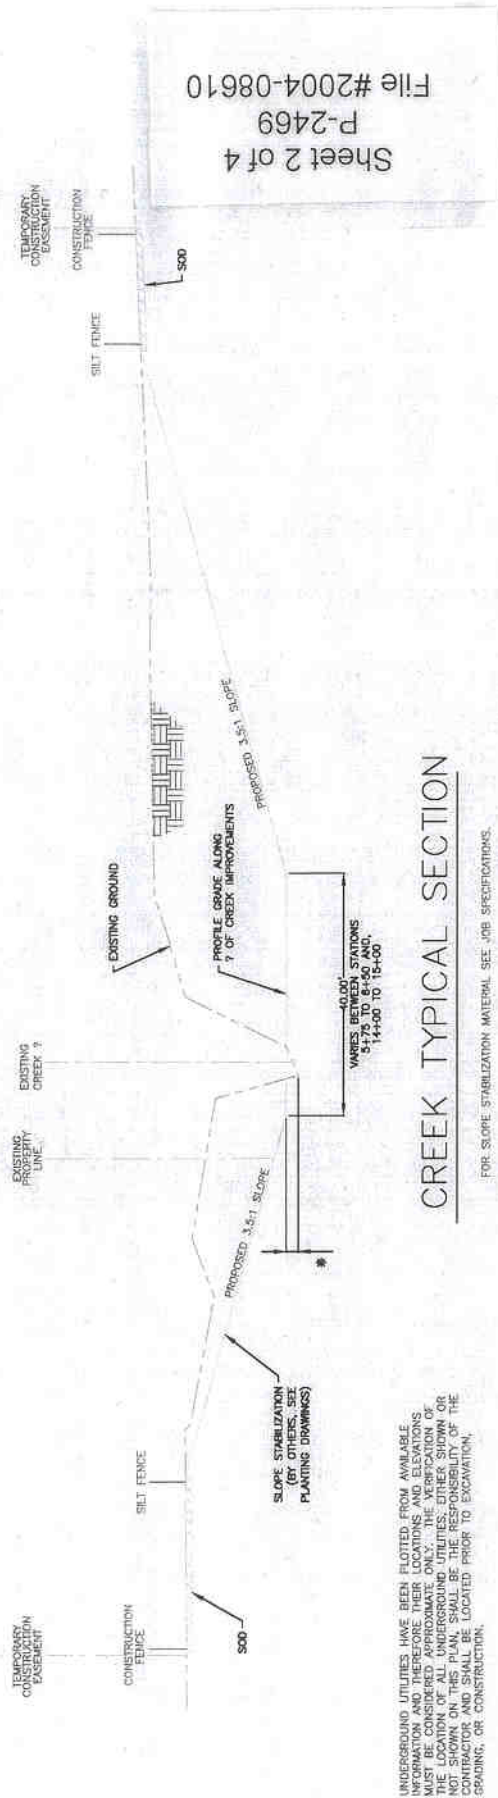 Sheet 2 of 4
P-2469
File #2004-08610
TEMPORARY
CONSTRUCTION
EASEMENT
CONSTRUCTION
FENCE
SOD
SILT FENCE
SLOPE STABILIZATION
(BY OTHERS, SEE
PLANTING DRAWINGS)
PROPOSED 3.5:1 SLOPE
*
EXISTING
PROPERTY
LINE
EXISTING
CREEK ?
EXISTING GROUND
PROFILE GRADE ALONG
? OF CREEK IMPROVEMENTS
40.00'
VARIES BETWEEN STATIONS
5+75 TO 8+50 AND,
14+00 TO 15+00
PROPOSED 3.5:1 SLOPE
SILT FENCE
SOD
TEMPORARY
CONSTRUCTION
EASEMENT
CONSTRUCTION
FENCE
CREEK TYPICAL SECTION
FOR SLOPE STABILIZATION MATERIAL SEE JOB SPECIFICATIONS.
UNDERGROUND UTILITIES HAVE BEEN PLOTTED FROM AVAILABLE
INFORMATION AND THEREFORE THEIR LOCATIONS AND ELEVATIONS
MUST BE CONSIDERED APPROXIMATE ONLY. THE VERIFICATION OF
THE LOCATION OF ALL UNDERGROUND UTILITIES, EITHER SHOWN OR
NOT SHOWN ON THIS PLAN, SHALL BE THE RESPONSIBILITY OF THE
CONTRACTOR AND SHALL BE LOCATED PRIOR TO EXCAVATION,
GRADING, OR CONSTRUCTION.